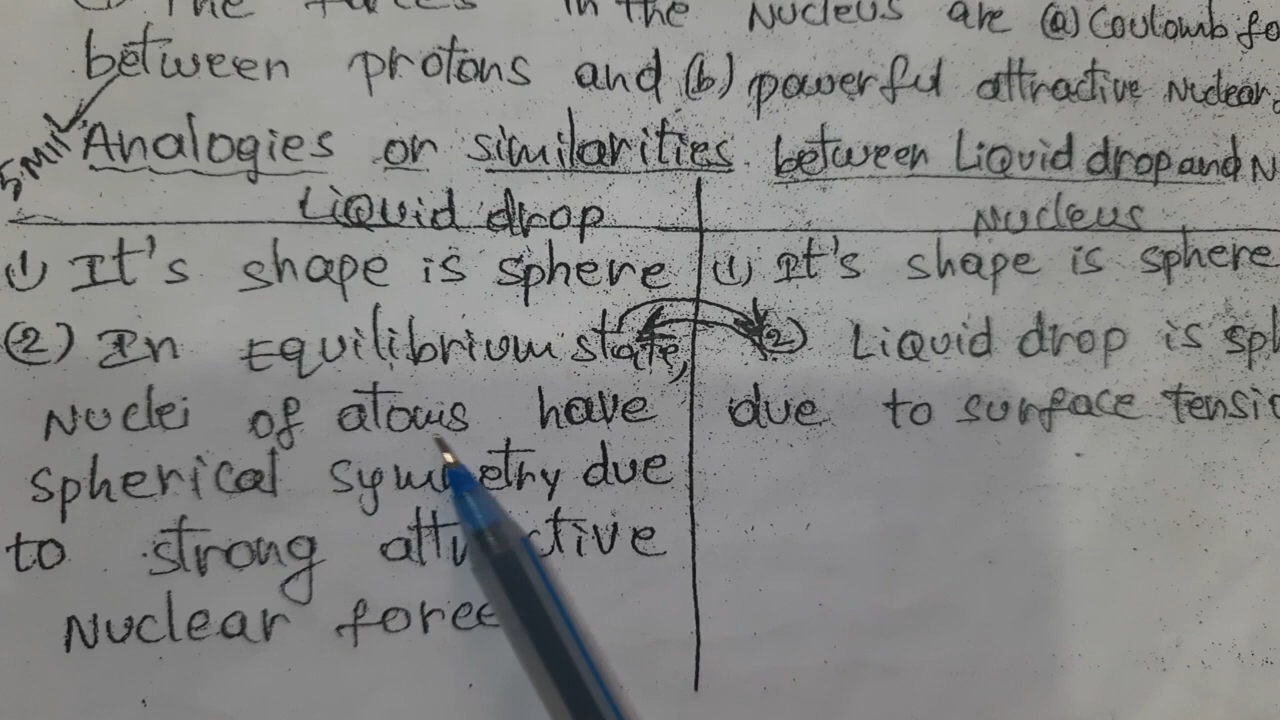 The forces in the Nucleus are (a) Coulomb fo
between protons and (b) powerful attractive Nuclear
5 M
Analogies or similarities between Liquid drop and N
Liquid drop
Nucleus
(1) It's shape is sphere
(1) It's shape is sphere
(2) In Equilibrium state,
(2) Liquid drop is sph
Nuclei of atoms have
due to surface tensio
spherical symmetry due
to strong attractive
Nuclear force